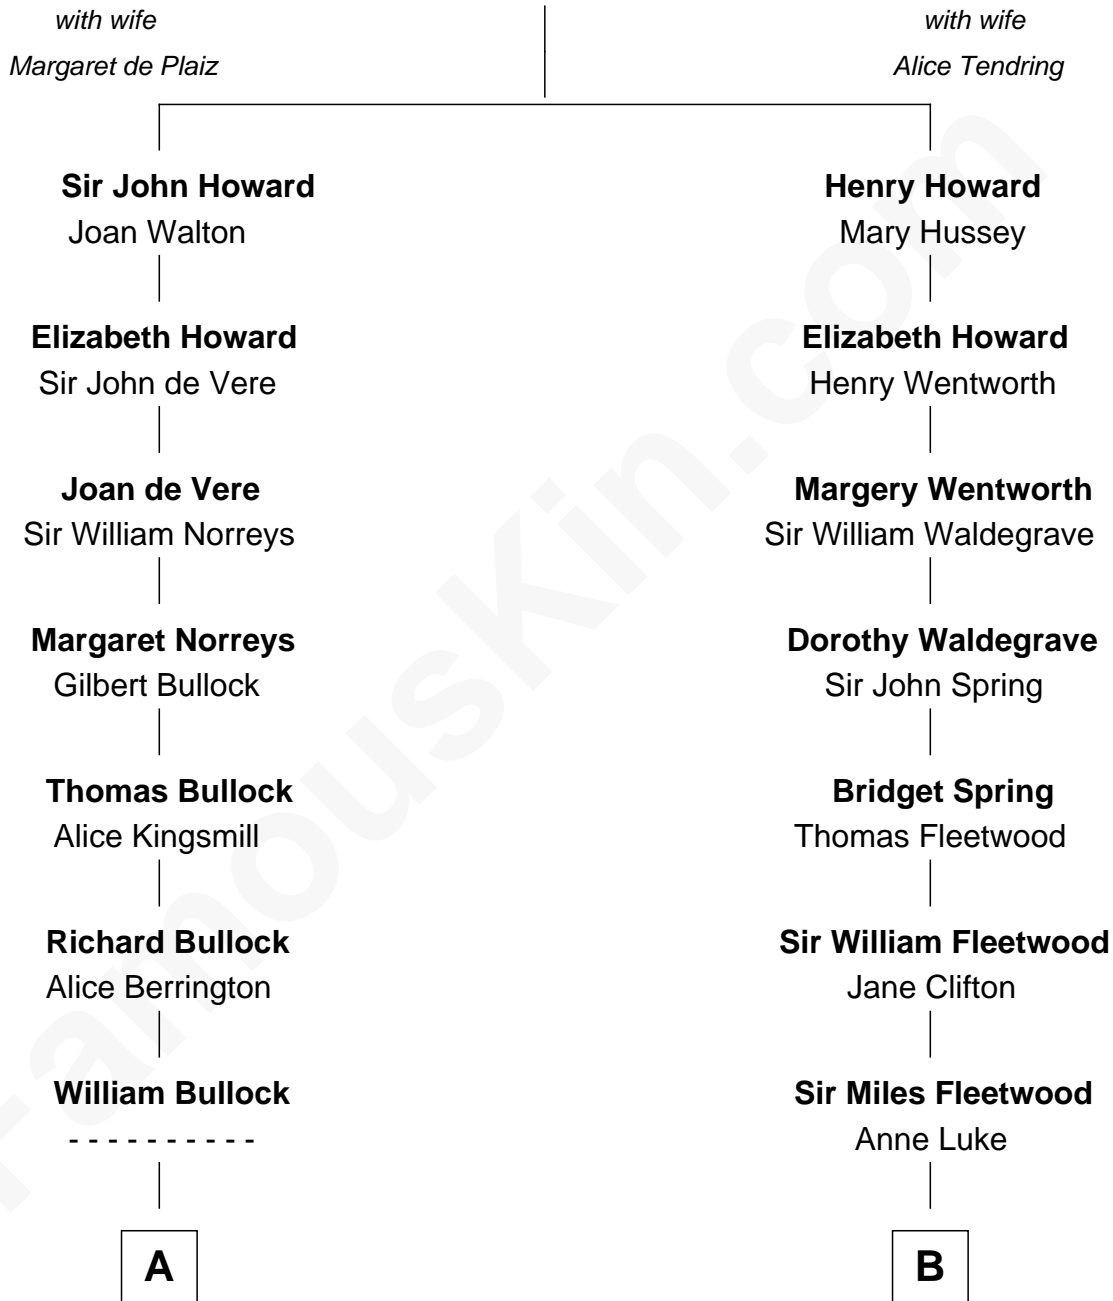 with wife
Margaret de Plaiz
with wife
Alice Tendring
Sir John Howard
Joan Walton
Henry Howard
Mary Hussey
Elizabeth Howard
Sir John de Vere
Elizabeth Howard
Henry Wentworth
Joan de Vere
Sir William Norreys
Margery Wentworth
Sir William Waldegrave
Margaret Norreys
Gilbert Bullock
Dorothy Waldegrave
Sir John Spring
Thomas Bullock
Alice Kingsmill
Bridget Spring
Thomas Fleetwood
Richard Bullock
Alice Berrington
Sir William Fleetwood
Jane Clifton
William Bullock
- - - - - - - - - -
Sir Miles Fleetwood
Anne Luke
A
B
FamousKin.com